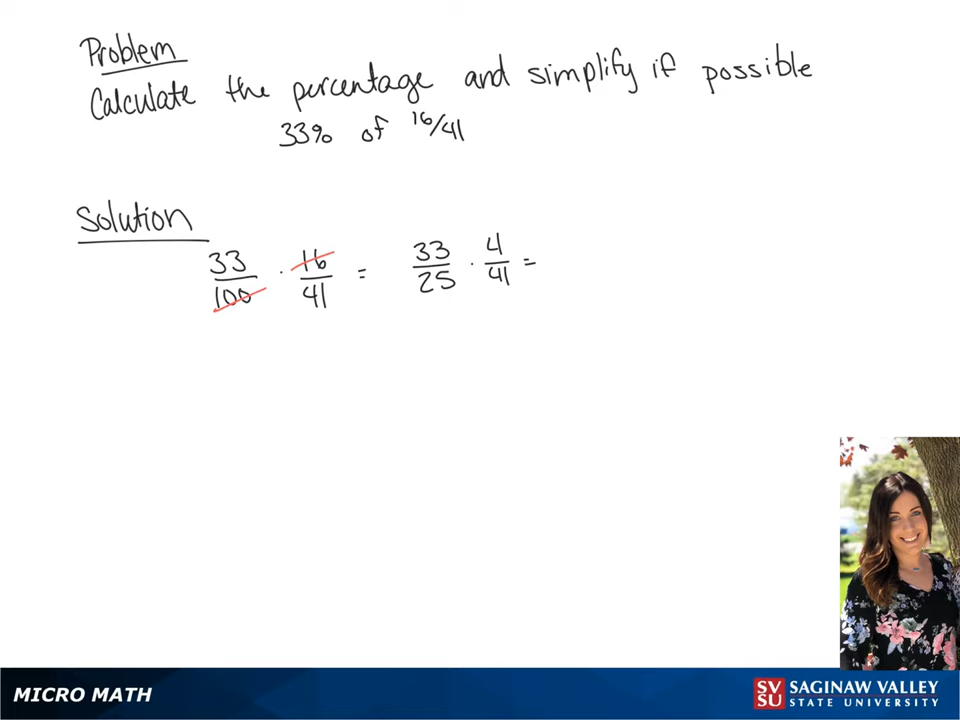 Problem
Calculate the percentage and simplify if possible
33% of 16/41
Solution
33/100 · 16/41 = 33/25 · 4/41 =
MICRO MATH
SVSU SAGINAW VALLEY
STATE UNIVERSITY